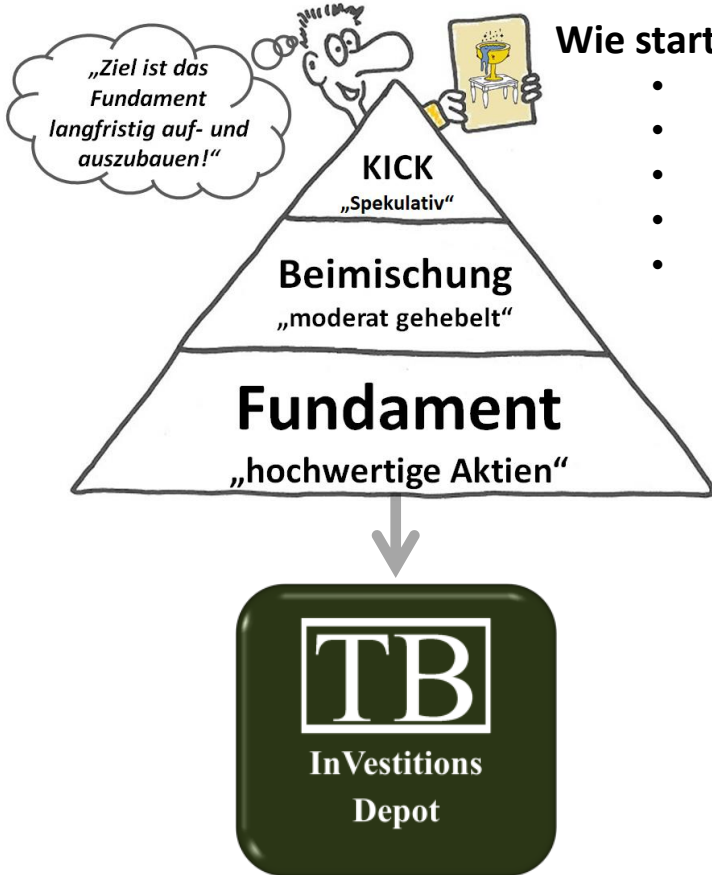 „Ziel ist das
Fundament
langfristig auf- und
auszubauen!“
Wie start
•
•
•
•
•
KICK
„Spekulativ“
Beimischung
„moderat gehebelt“
Fundament
„hochwertige Aktien“
TB
InVestitions
Depot